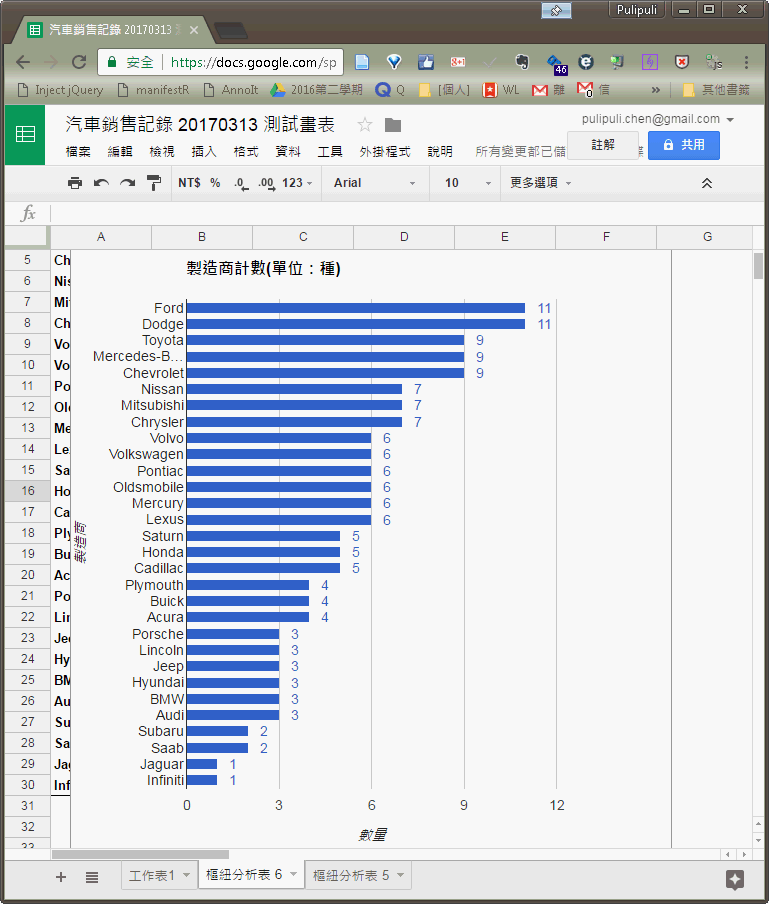 Pulipuli
汽車銷售記錄 20170313
安全 https://docs.google.com/sp
46
Inject jQuery manifestR AnnoIt 2016第二學期 Q [個人] WL 離 0 信 » 其他書籤
汽車銷售記錄 20170313 測試畫表
pulipuli.chen@gmail.com
檔案 編輯 檢視 插入 格式 資料 工具 外掛程式 說明 所有變更都已儲
註解 共用
NT$ % .0 .00 123 Arial 10 更多選項
fx
A B C D E F G
5 Ch
6 Nis
7 Mit
8 Ch
9 Vo
10 Vo
11 Po
12 Old
13 Me
14 Le
15 Sa
16 Ho
17 Ca
18 Ply
19 Bu
20 Ac
21 Po
22 Lin
23 Jee
24 Hy
25 BM
26 Au
27 Su
28 Sa
29 Jag
30 Inf
31
32
33
製造商計數(單位：種)
Ford 11
Dodge 11
Toyota 9
Mercedes-B... 9
Chevrolet 9
Nissan 7
Mitsubishi 7
Chrysler 7
Volvo 6
Volkswagen 6
Pontiac 6
Oldsmobile 6
Mercury 6
Lexus 6
Saturn 5
Honda 5
Cadillac 5
Plymouth 4
Buick 4
Acura 4
Porsche 3
Lincoln 3
Jeep 3
Hyundai 3
BMW 3
Audi 3
Subaru 2
Saab 2
Jaguar 1
Infiniti 1
製造商
0 3 6 9 12
數量
工作表1 樞紐分析表 6 樞紐分析表 5